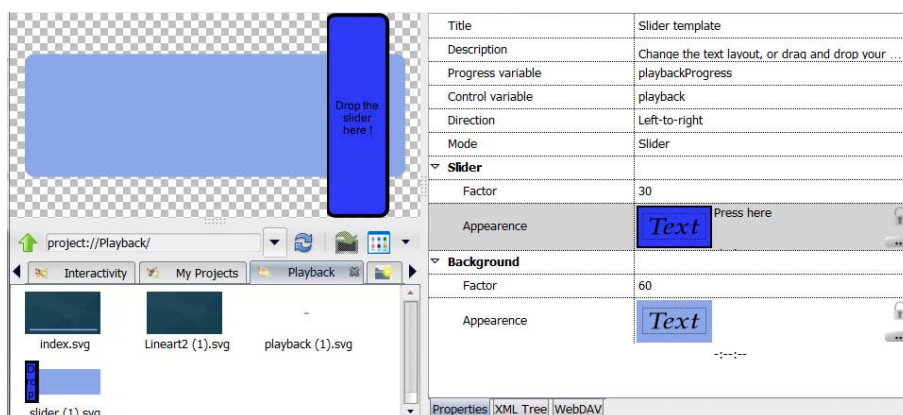 Drop the
slider
here !
project://Playback/
Interactivity
My Projects
Playback
index.svg
Lineart2 (1).svg
playback (1).svg
Drop
slider (1).svg
Title
Slider template
Description
Change the text layout, or drag and drop your ...
Progress variable
playbackProgress
Control variable
playback
Direction
Left-to-right
Mode
Slider
Slider
Factor
30
Appearence
Text
Press here
Background
Factor
60
Appearence
Text
-:--:--
Properties
XML Tree
WebDAV